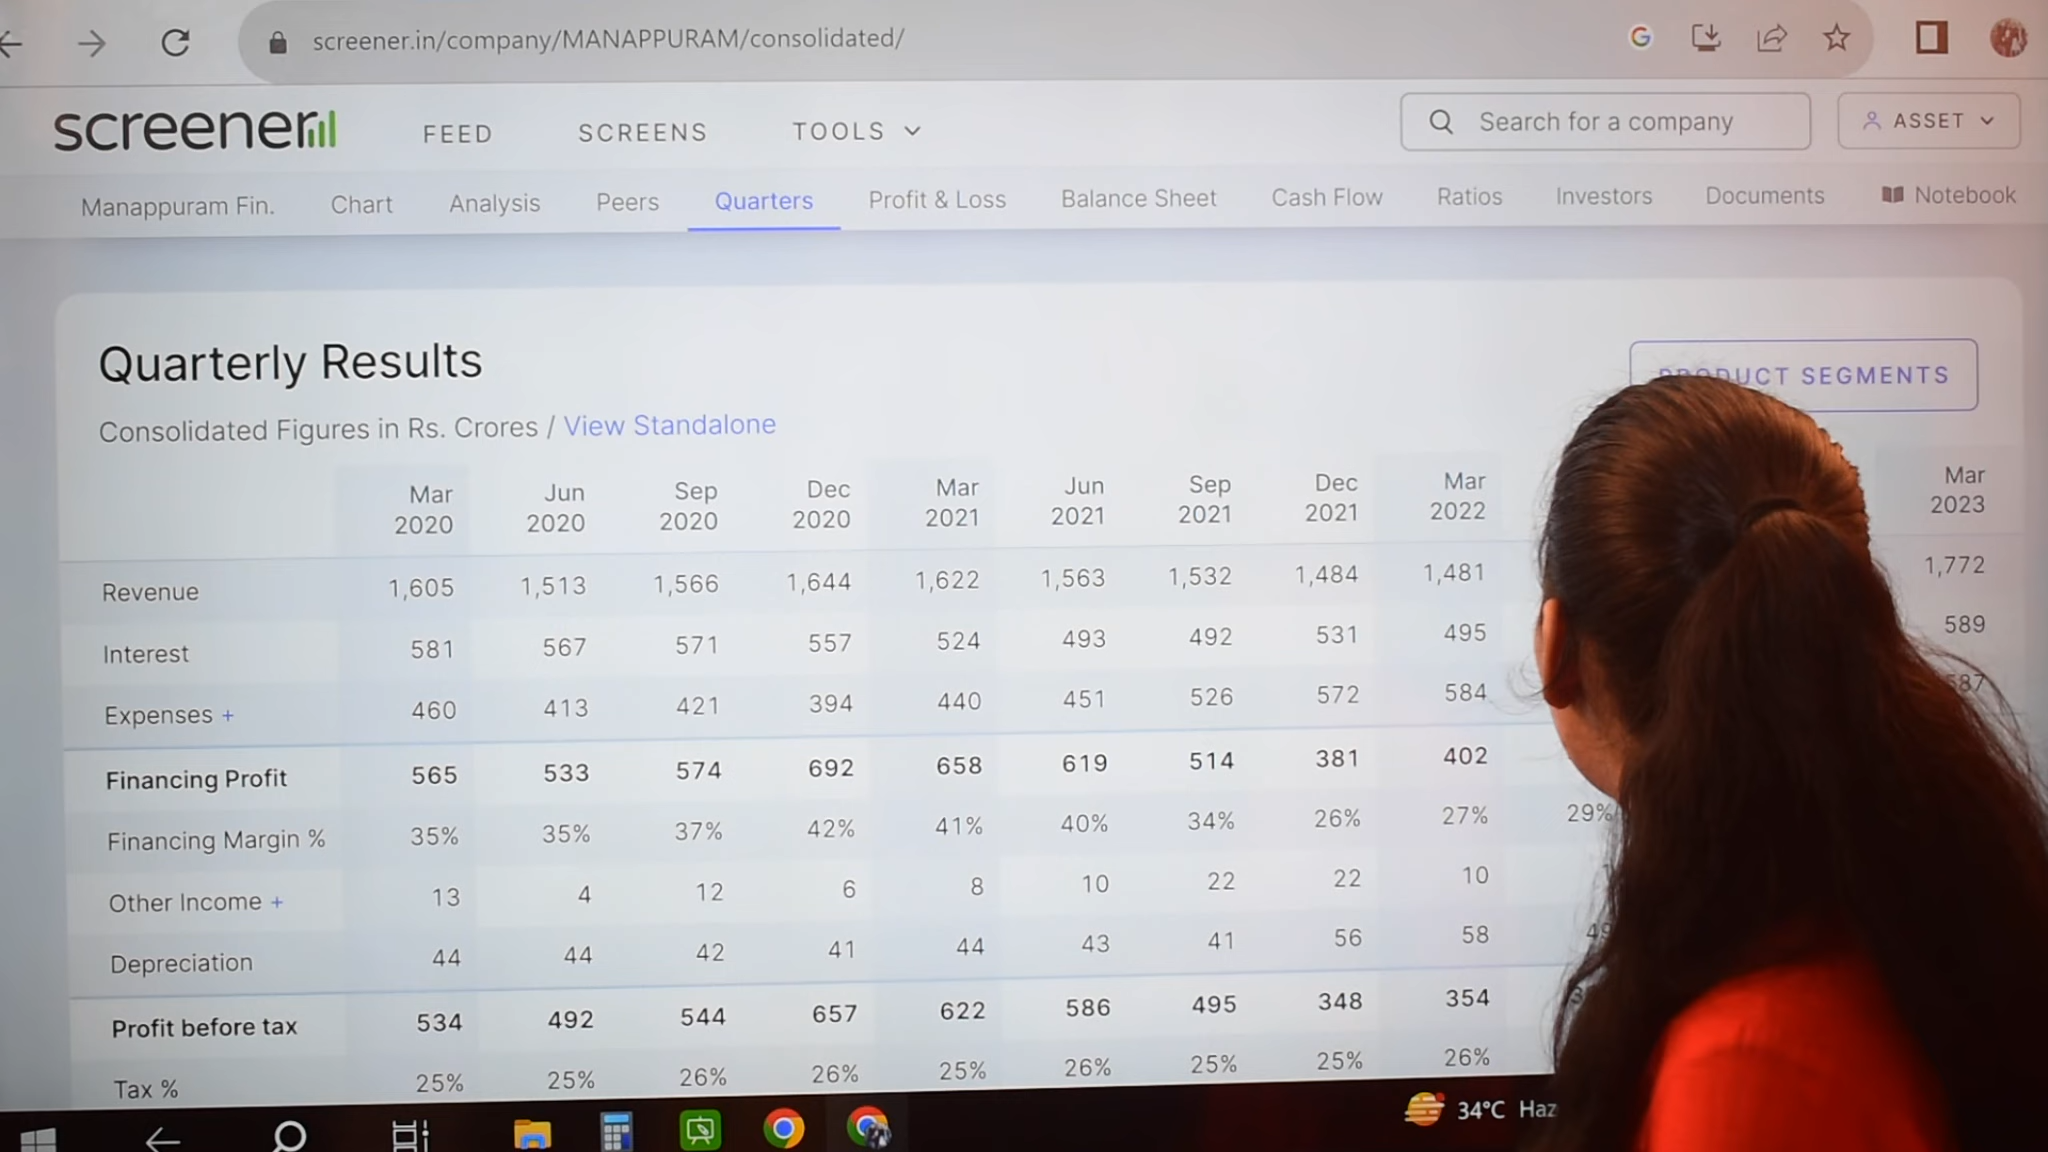 screener.in/company/MANAPPURAM/consolidated/
screener
FEED SCREENS TOOLS
Search for a company
ASSET
Manappuram Fin. Chart Analysis Peers Quarters Profit & Loss Balance Sheet Cash Flow Ratios Investors Documents Notebook
Quarterly Results
PRODUCT SEGMENTS
Consolidated Figures in Rs. Crores / View Standalone
Mar 2020 Jun 2020 Sep 2020 Dec 2020 Mar 2021 Jun 2021 Sep 2021 Dec 2021 Mar 2022 Mar 2023
Revenue 1,605 1,513 1,566 1,644 1,622 1,563 1,532 1,484 1,481 1,772
Interest 581 567 571 557 524 493 492 531 495 589
Expenses + 460 413 421 394 440 451 526 572 584 587
Financing Profit 565 533 574 692 658 619 514 381 402
Financing Margin % 35% 35% 37% 42% 41% 40% 34% 26% 27% 29%
Other Income + 13 4 12 6 8 10 22 22 10
Depreciation 44 44 42 41 44 43 41 56 58 49
Profit before tax 534 492 544 657 622 586 495 348 354
Tax % 25% 25% 26% 26% 25% 26% 25% 25% 26%
34°C Haz